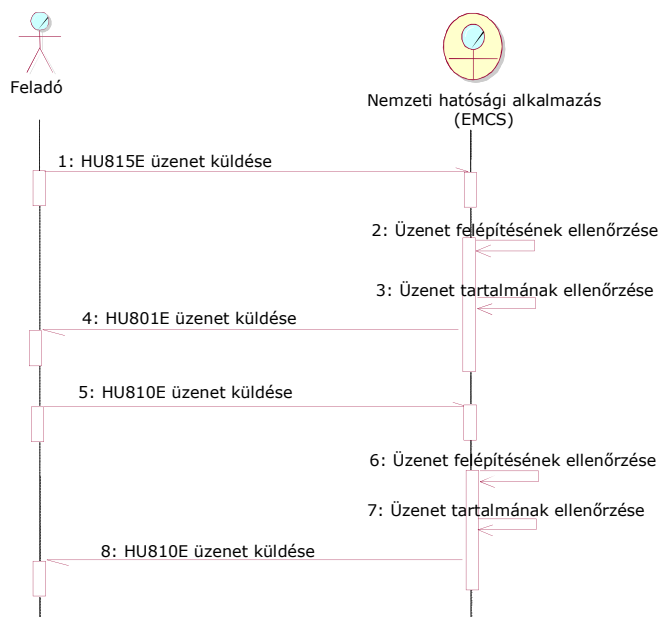 Feladó
Nemzeti hatósági alkalmazás
(EMCS)
1: HU815E üzenet küldése
2: Üzenet felépítésének ellenőrzése
3: Üzenet tartalmának ellenőrzése
4: HU801E üzenet küldése
5: HU810E üzenet küldése
6: Üzenet felépítésének ellenőrzése
7: Üzenet tartalmának ellenőrzése
8: HU810E üzenet küldése